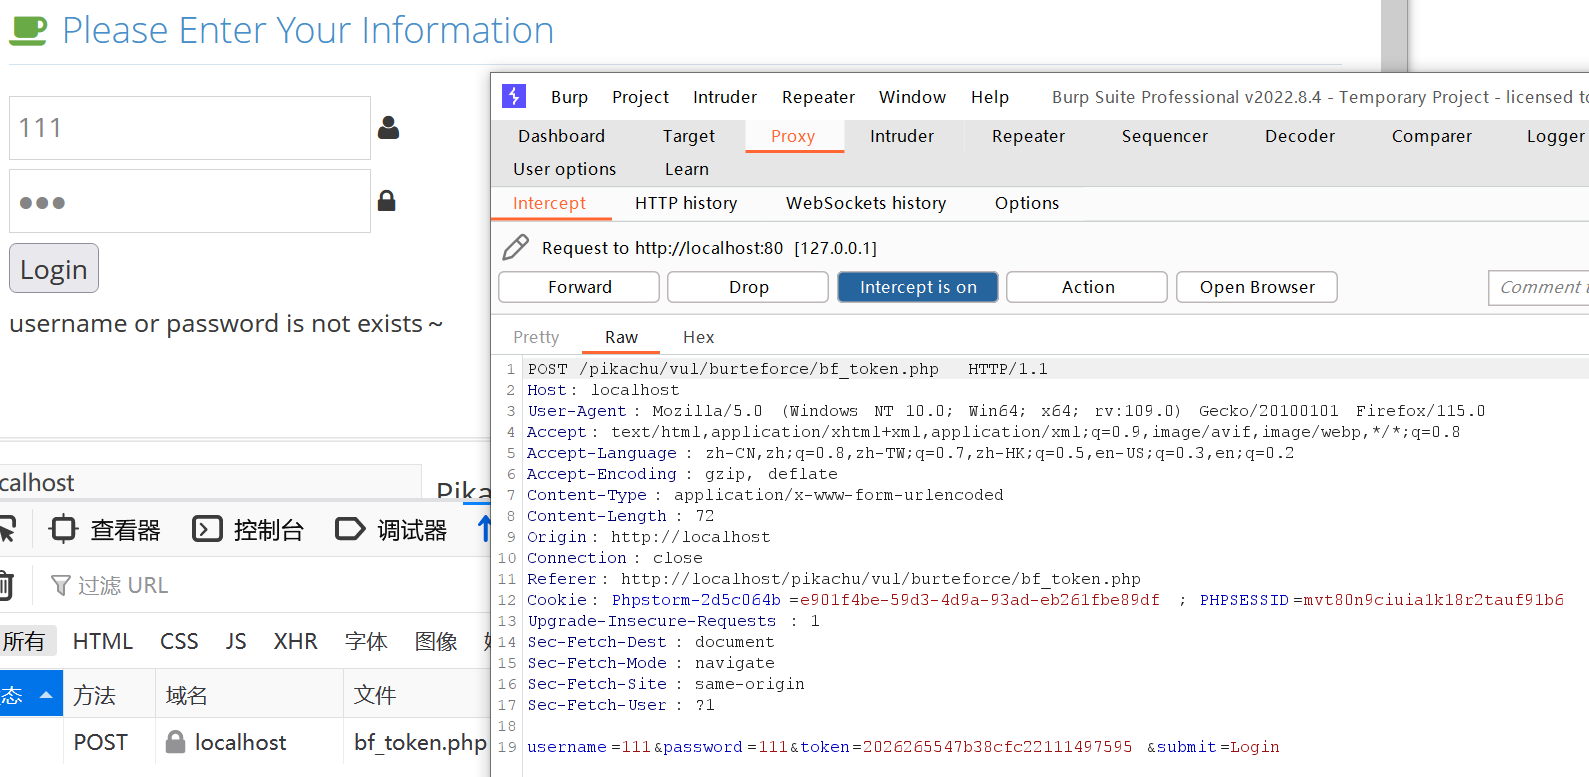 Please Enter Your Information
111
Login
username or password is not exists～
calhost
Pika
查看器 控制台 调试器
过滤 URL
所有 HTML CSS JS XHR 字体 图像
态 方法 域名 文件
POST localhost bf_token.php
Burp Project Intruder Repeater Window Help Burp Suite Professional v2022.8.4 - Temporary Project - licensed to
Dashboard Target Proxy Intruder Repeater Sequencer Decoder Comparer Logger
User options Learn
Intercept HTTP history WebSockets history Options
Request to http://localhost:80 [127.0.0.1]
Forward Drop Intercept is on Action Open Browser Comment t
Pretty Raw Hex
1 POST /pikachu/vul/burteforce/bf_token.php HTTP/1.1
2 Host: localhost
3 User-Agent: Mozilla/5.0 (Windows NT 10.0; Win64; x64; rv:109.0) Gecko/20100101 Firefox/115.0
4 Accept: text/html,application/xhtml+xml,application/xml;q=0.9,image/avif,image/webp,*/*;q=0.8
5 Accept-Language: zh-CN,zh;q=0.8,zh-TW;q=0.7,zh-HK;q=0.5,en-US;q=0.3,en;q=0.2
6 Accept-Encoding: gzip, deflate
7 Content-Type: application/x-www-form-urlencoded
8 Content-Length: 72
9 Origin: http://localhost
10 Connection: close
11 Referer: http://localhost/pikachu/vul/burteforce/bf_token.php
12 Cookie: Phpstorm-2d5c064b=e901f4be-59d3-4d9a-93ad-eb261fbe89df; PHPSESSID=mvt80n9ciuia1k18r2tauf91b6
13 Upgrade-Insecure-Requests: 1
14 Sec-Fetch-Dest: document
15 Sec-Fetch-Mode: navigate
16 Sec-Fetch-Site: same-origin
17 Sec-Fetch-User: ?1
18
19 username=111&password=111&token=2026265547b38cfc22111497595&submit=Login